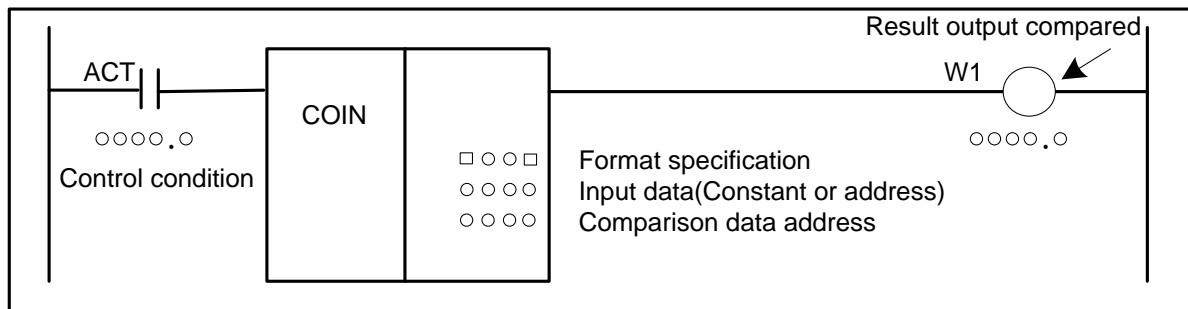 Result output compared
ACT
W1
COIN
○○○○.○
○○○○.○
Control condition
□○○□ Format specification
○○○○ Input data(Constant or address)
○○○○ Comparison data address